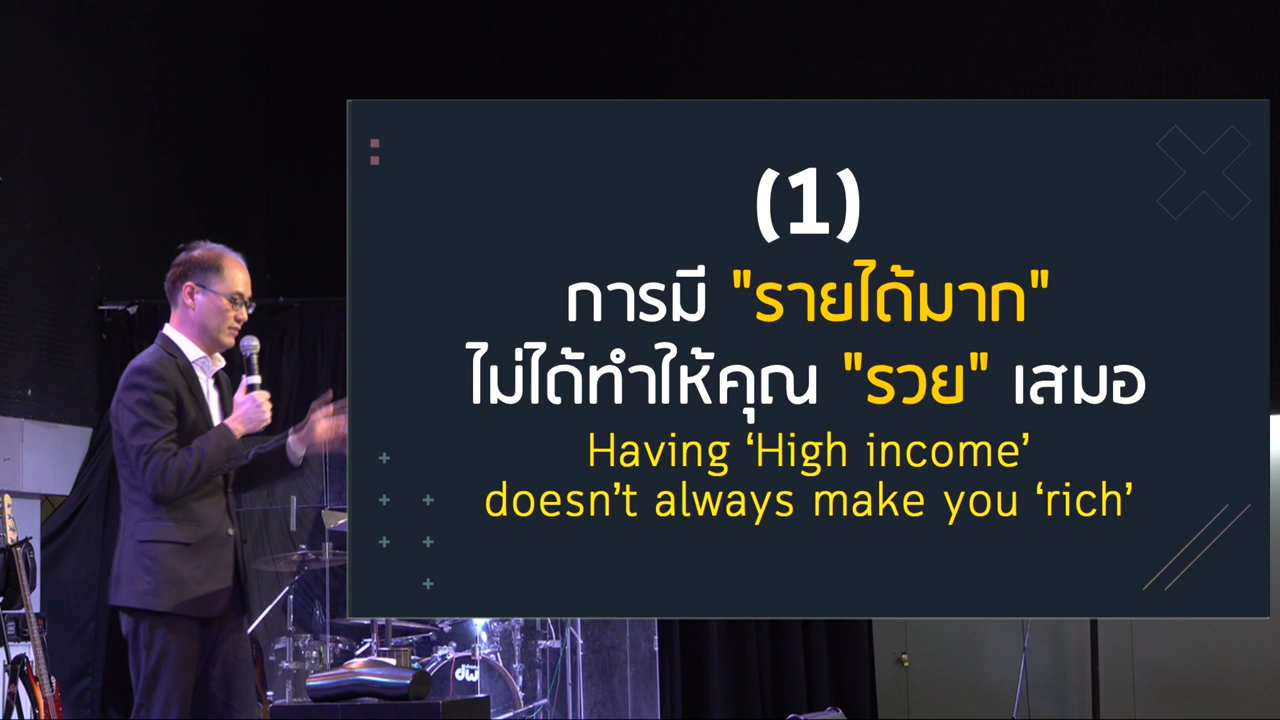 (1)
การมี "รายได้มาก"
ไม่ได้ทำให้คุณ "รวย" เสมอ
Having ‘High income’
doesn’t always make you ‘rich’
dw